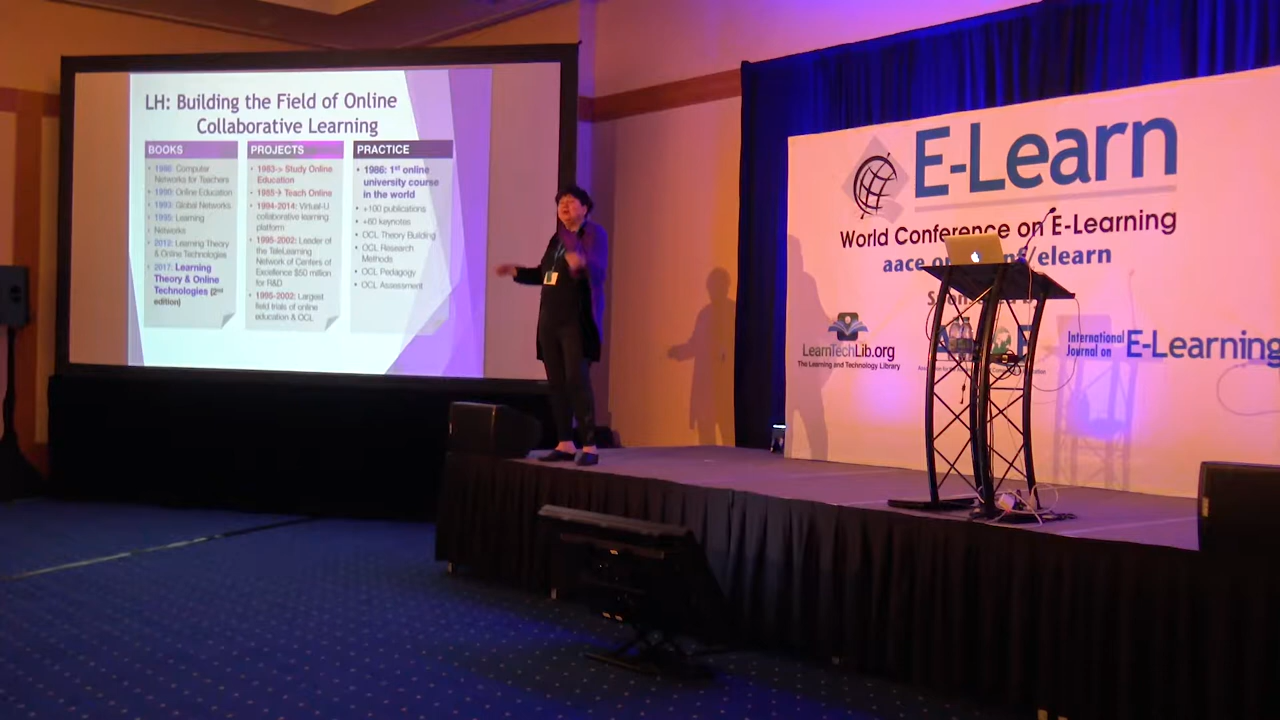 LH: Building the Field of Online
Collaborative Learning
BOOKS
• 1986: Computer
Networks for Teachers
• 1990: Online Education
• 1993: Global Networks
• 1995: Learning
• Networks
• 2012: Learning Theory
& Online Technologies
• 2017: Learning
Theory & Online
Technologies (2nd
edition)
PROJECTS
• 1983-> Study Online
Education
• 1985→ Teach Online
• 1994-2014: Virtual-U
collaborative learning
platform
• 1995-2002: Leader of
the TeleLearning
Network of Centers of
Excellence $50 million
for R&D
• 1995-2002: Largest
field trials of online
education & OCL
PRACTICE
• 1986: 1st online
university course
in the world
• +100 publications
• +60 keynotes
• OCL Theory Building
• OCL Research
Methods
• OCL Pedagogy
• OCL Assessment
E-Learn
World Conference on E-Learning
aace /elearn
LearnTechLib.org
The Learning and Technology Library
International
Journal on E-Learning